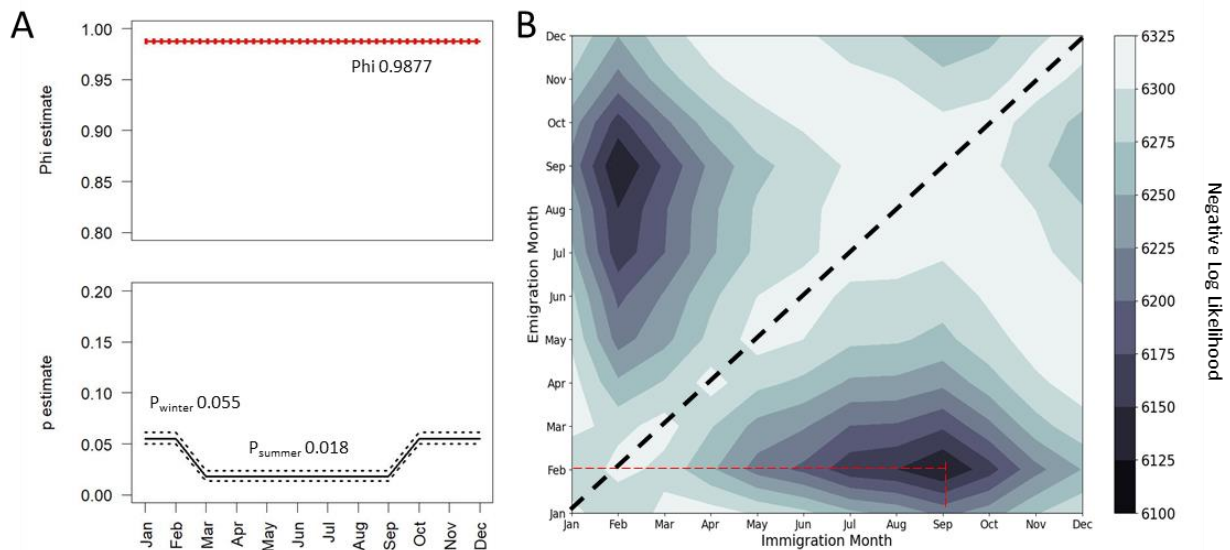 A
1.00
0.95
0.90
0.85
0.80
Phi estimate
Phi 0.9877
0.20
0.15
0.10
0.05
0.00
p estimate
Pwinter 0.055
Psummer 0.018
Jan
Feb
Mar
Apr
May
Jun
Jul
Aug
Sep
Oct
Nov
Dec
B
Dec
Nov
Oct
Sep
Aug
Jul
Jun
May
Apr
Mar
Feb
Jan
Emigration Month
Jan Feb Mar Apr May Jun Jul Aug Sep Oct Nov Dec
Immigration Month
6325
6300
6275
6250
6225
6200
6175
6150
6125
6100
Negative Log Likelihood